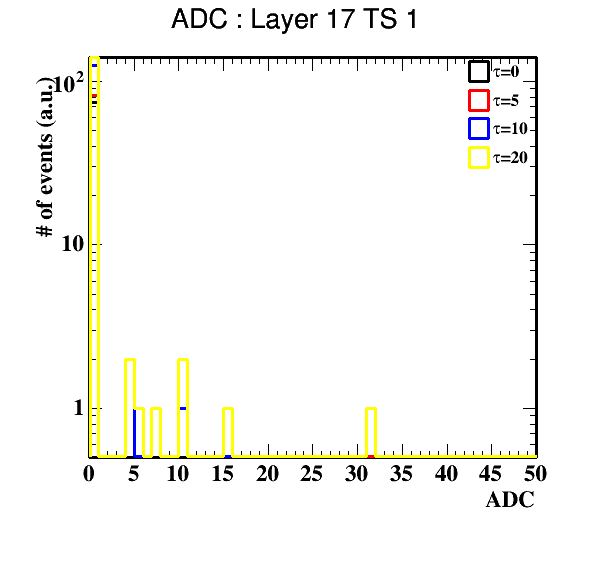 ADC : Layer 17 TS 1
# of events (a.u.)
10²
10
1
τ=0
τ=5
τ=10
τ=20
0 5 10 15 20 25 30 35 40 45 50
ADC